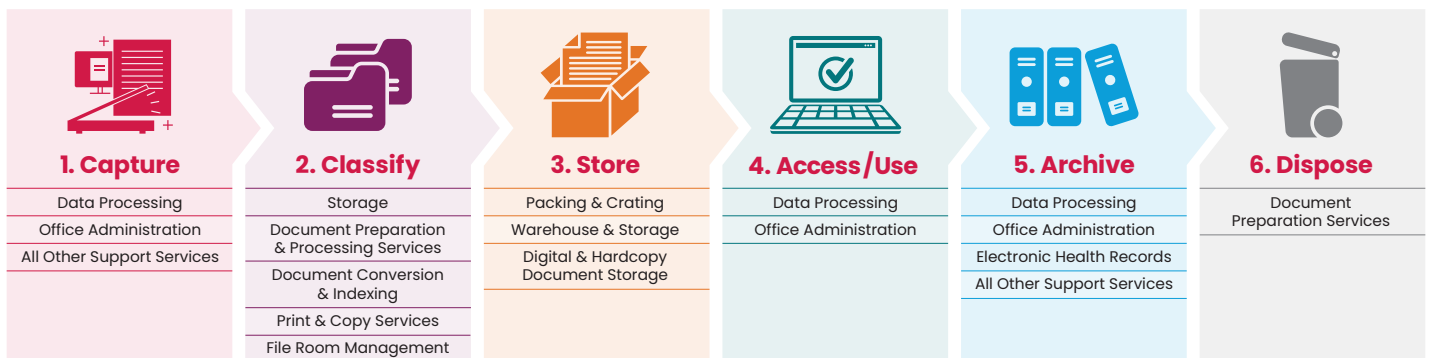 1. Capture
Data Processing
Office Administration
All Other Support Services
2. Classify
Storage
Document Preparation
& Processing Services
Document Conversion
& Indexing
Print & Copy Services
File Room Management
3. Store
Packing & Crating
Warehouse & Storage
Digital & Hardcopy
Document Storage
4. Access/Use
Data Processing
Office Administration
5. Archive
Data Processing
Office Administration
Electronic Health Records
All Other Support Services
6. Dispose
Document
Preparation Services